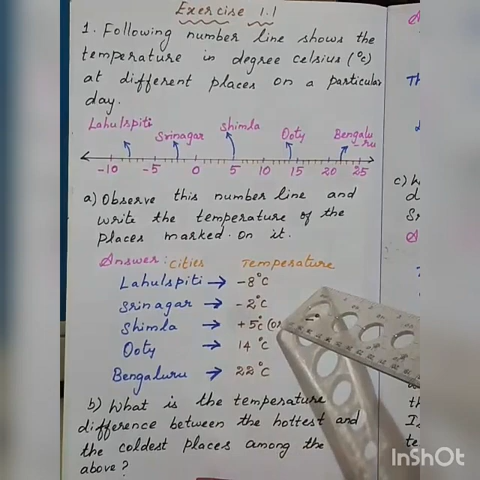 Exercise 1.1
1. Following number line shows the
temperature in degree celsius (°c)
at different places on a particular
day.
Lahulspiti Srinagar Shimla Ooty Bengalu
ru
-10 -5 0 5 10 15 20 25
a) Observe this number line and
write the temperature of the
places marked on it.
Answer: Cities Temperature
Lahulspiti → -8°C
Srinagar → -2°C
Shimla → +5°C (or
Ooty → 14°C
Bengaluru → 22°C
b) What is the temperature
difference between the hottest and
the coldest places among the
above?
c)
InShOt